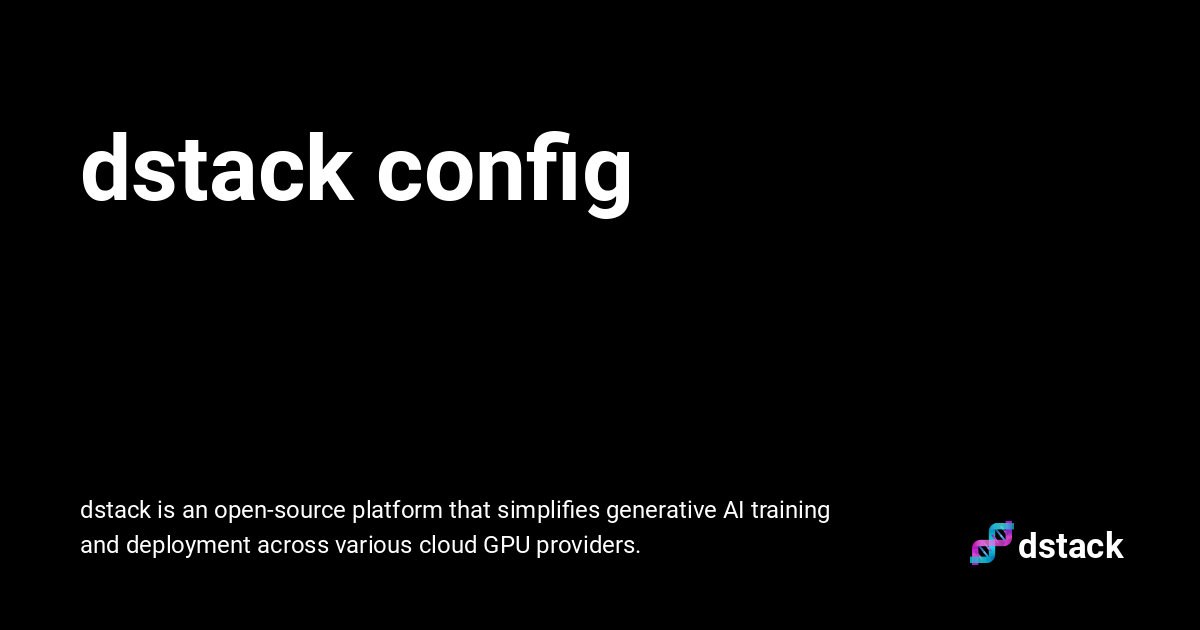 dstack config
dstack is an open-source platform that simplifies generative AI training
and deployment across various cloud GPU providers.
dstack